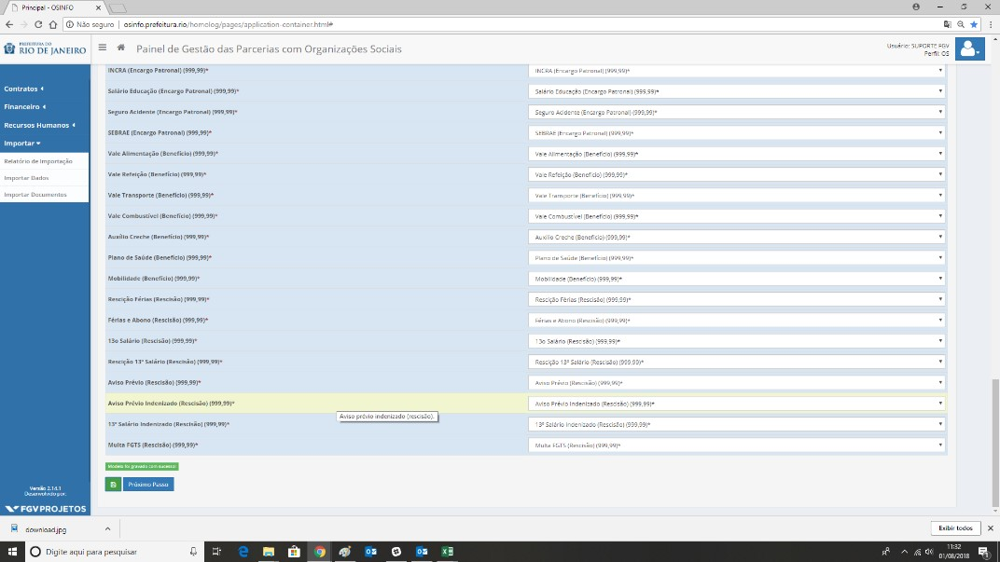 Principal - OSINFO
Não seguro | osinfo.prefeitura.rio/homolog/pages/application-container.html#
PREFEITURA DO
RIO DE JANEIRO
Painel de Gestão das Parcerias com Organizações Sociais
Usuário: SUPORTE FGV
Perfil: OS
Contratos
Financeiro
Recursos Humanos
Importar
Relatório de Importação
Importar Dados
Importar Documentos
INCRA (Encargo Patronal) (999,99)* INCRA (Encargo Patronal) (999,99)*
Salário Educação (Encargo Patronal) (999,99)* Salário Educação (Encargo Patronal) (999,99)*
Seguro Acidente (Encargo Patronal) (999,99)* Seguro Acidente (Encargo Patronal) (999,99)*
SEBRAE (Encargo Patronal) (999,99)* SEBRAE (Encargo Patronal) (999,99)*
Vale Alimentação (Benefício) (999,99)* Vale Alimentação (Benefício) (999,99)*
Vale Refeição (Benefício) (999,99)* Vale Refeição (Benefício) (999,99)*
Vale Transporte (Benefício) (999,99)* Vale Transporte (Benefício) (999,99)*
Vale Combustível (Benefício) (999,99)* Vale Combustível (Benefício) (999,99)*
Auxílio Creche (Benefício) (999,99)* Auxílio Creche (Benefício) (999,99)*
Plano de Saúde (Benefício) (999,99)* Plano de Saúde (Benefício) (999,99)*
Mobilidade (Benefício) (999,99)* Mobilidade (Benefício) (999,99)*
Rescição Férias (Rescisão) (999,99)* Rescição Férias (Rescisão) (999,99)*
Férias e Abono (Rescisão) (999,99)* Férias e Abono (Rescisão) (999,99)*
13o Salário (Rescisão) (999,99)* 13o Salário (Rescisão) (999,99)*
Rescição 13º Salário (Rescisão) (999,99)* Rescição 13º Salário (Rescisão) (999,99)*
Aviso Prévio (Rescisão) (999,99)* Aviso Prévio (Rescisão) (999,99)*
Aviso Prévio Indenizado (Rescisão) (999,99)* Aviso Prévio Indenizado (Rescisão) (999,99)*
Aviso prévio indenizado (rescisão).
13º Salário Indenizado (Rescisão) (999,99)* 13º Salário Indenizado (Rescisão) (999,99)*
Multa FGTS (Rescisão) (999,99)* Multa FGTS (Rescisão) (999,99)*
Modelo foi gravado com sucesso!
Próximo Passo
Versão 2.14.1
Desenvolvido por:
FGV PROJETOS
download.jpg
Exibir todos
Digite aqui para pesquisar
11:32
01/08/2018